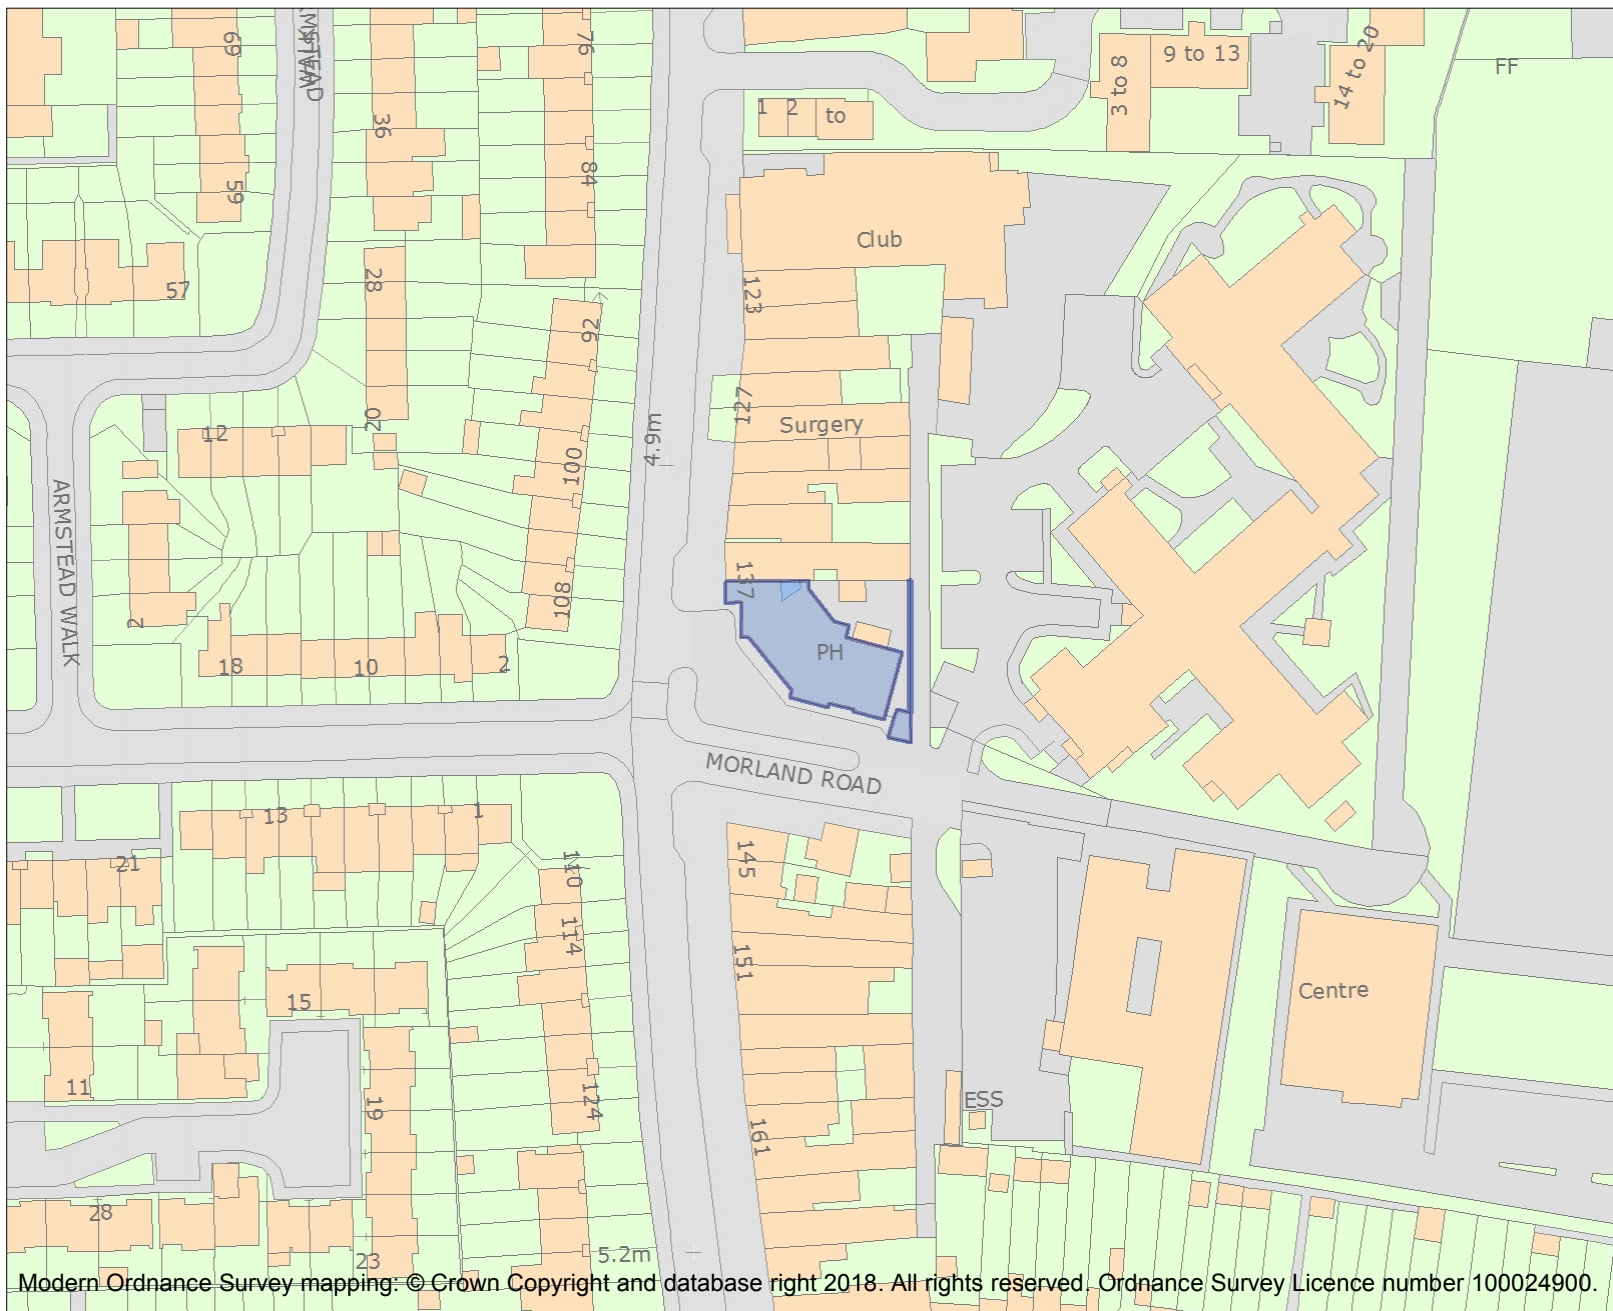 69
ARMSTEAD
WALK
36
76
1
2
to
3 to 8
9 to 13
14 to 20
FF
59
84
57
28
Club
123
92
20
127
4.9m
Surgery
12
100
ARMSTEAD WALK
137
108
2
PH
18
10
2
MORLAND ROAD
13
1
21
110
145
114
151
15
Centre
11
19
124
ESS
161
28
23
5.2m
Modern Ordnance Survey mapping: © Crown Copyright and database right 2018. All rights reserved. Ordnance Survey Licence number 100024900.